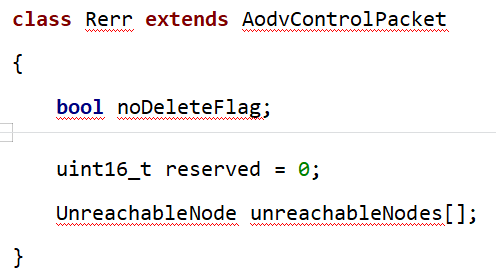 class Rerr extends AodvControlPacket
{
bool noDeleteFlag;
uint16_t reserved = 0;
UnreachableNode unreachableNodes[];
}